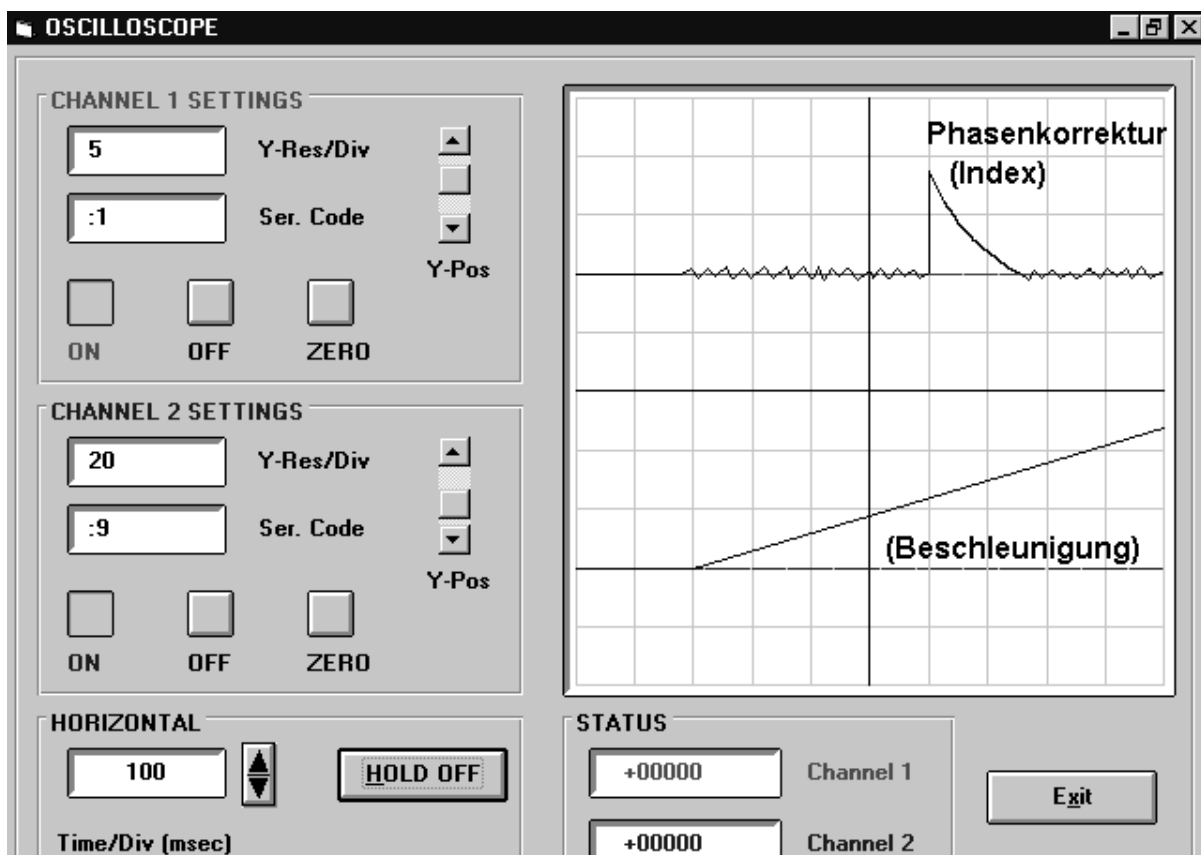 OSCILLOSCOPE
CHANNEL 1 SETTINGS
5 Y-Res/Div
:1 Ser. Code
Y-Pos
ON OFF ZERO
CHANNEL 2 SETTINGS
20 Y-Res/Div
:9 Ser. Code
Y-Pos
ON OFF ZERO
HORIZONTAL
100 HOLD OFF
Time/Div (msec)
Phasenkorrektur
(Index)
(Beschleunigung)
STATUS
+00000 Channel 1
+00000 Channel 2
Exit